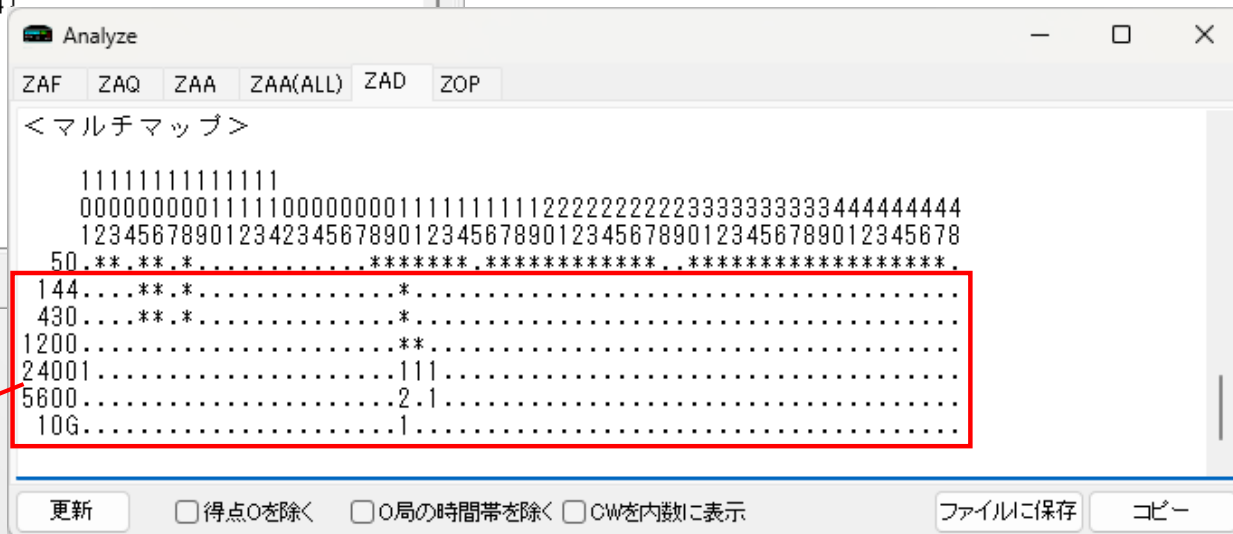 Analyze
ZAF ZAQ ZAA ZAA(ALL) ZAD ZOP
<マルチマップ>
11111111111111
0000000001111100000000111111111122222222223333333333444444444
1234567890123423456789012345678901234567890123456789012345678
50.**.**.*............*******.************..******************.
144....**.*..............*......................................
430....**.*..............*......................................
1200......................**.....................................
24001.....................111....................................
5600......................2.1....................................
10G......................1......................................
更新 得点0を除く 0局の時間帯を除く CWを内数に表示 ファイルに保存 コピー